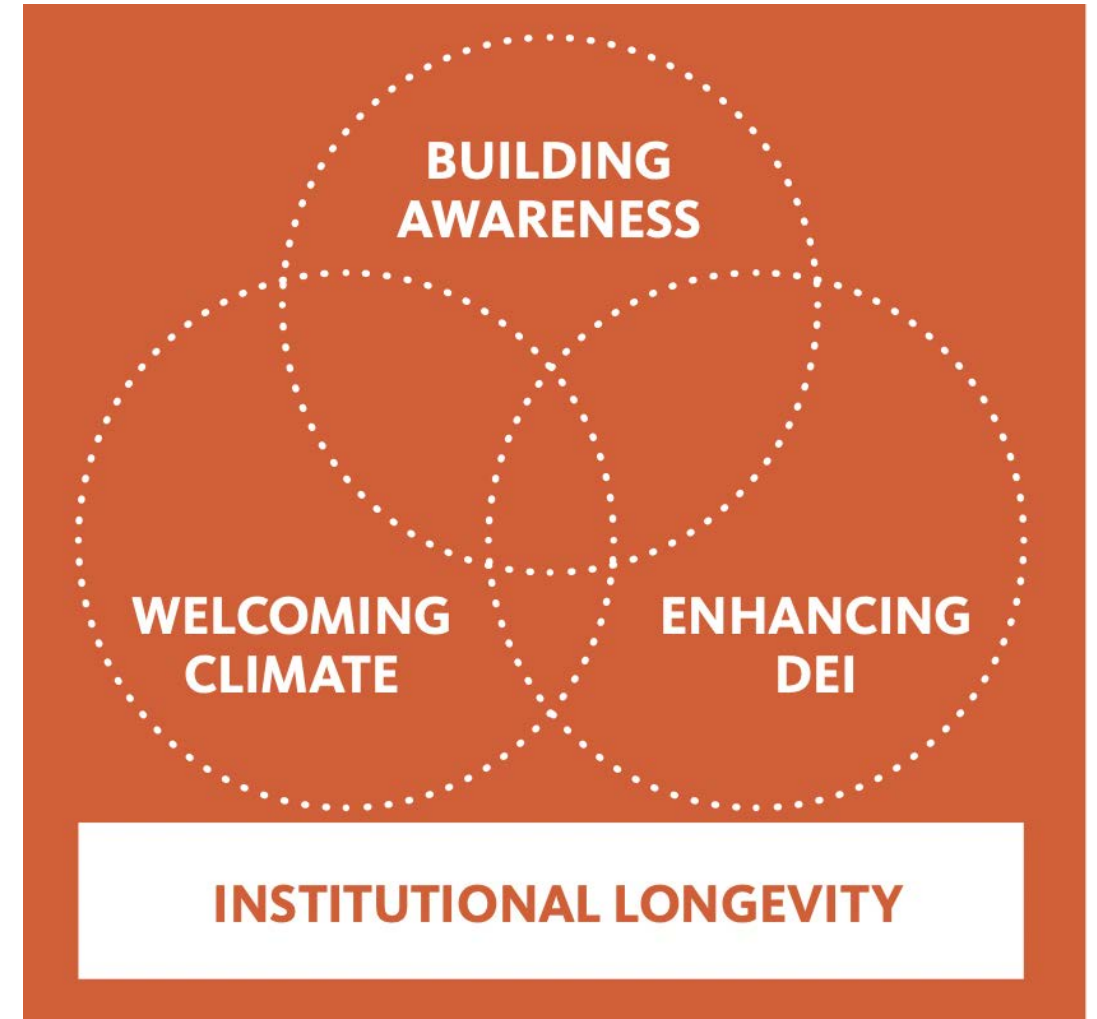 BUILDING
AWARENESS
WELCOMING
CLIMATE
ENHANCING
DEI
INSTITUTIONAL LONGEVITY